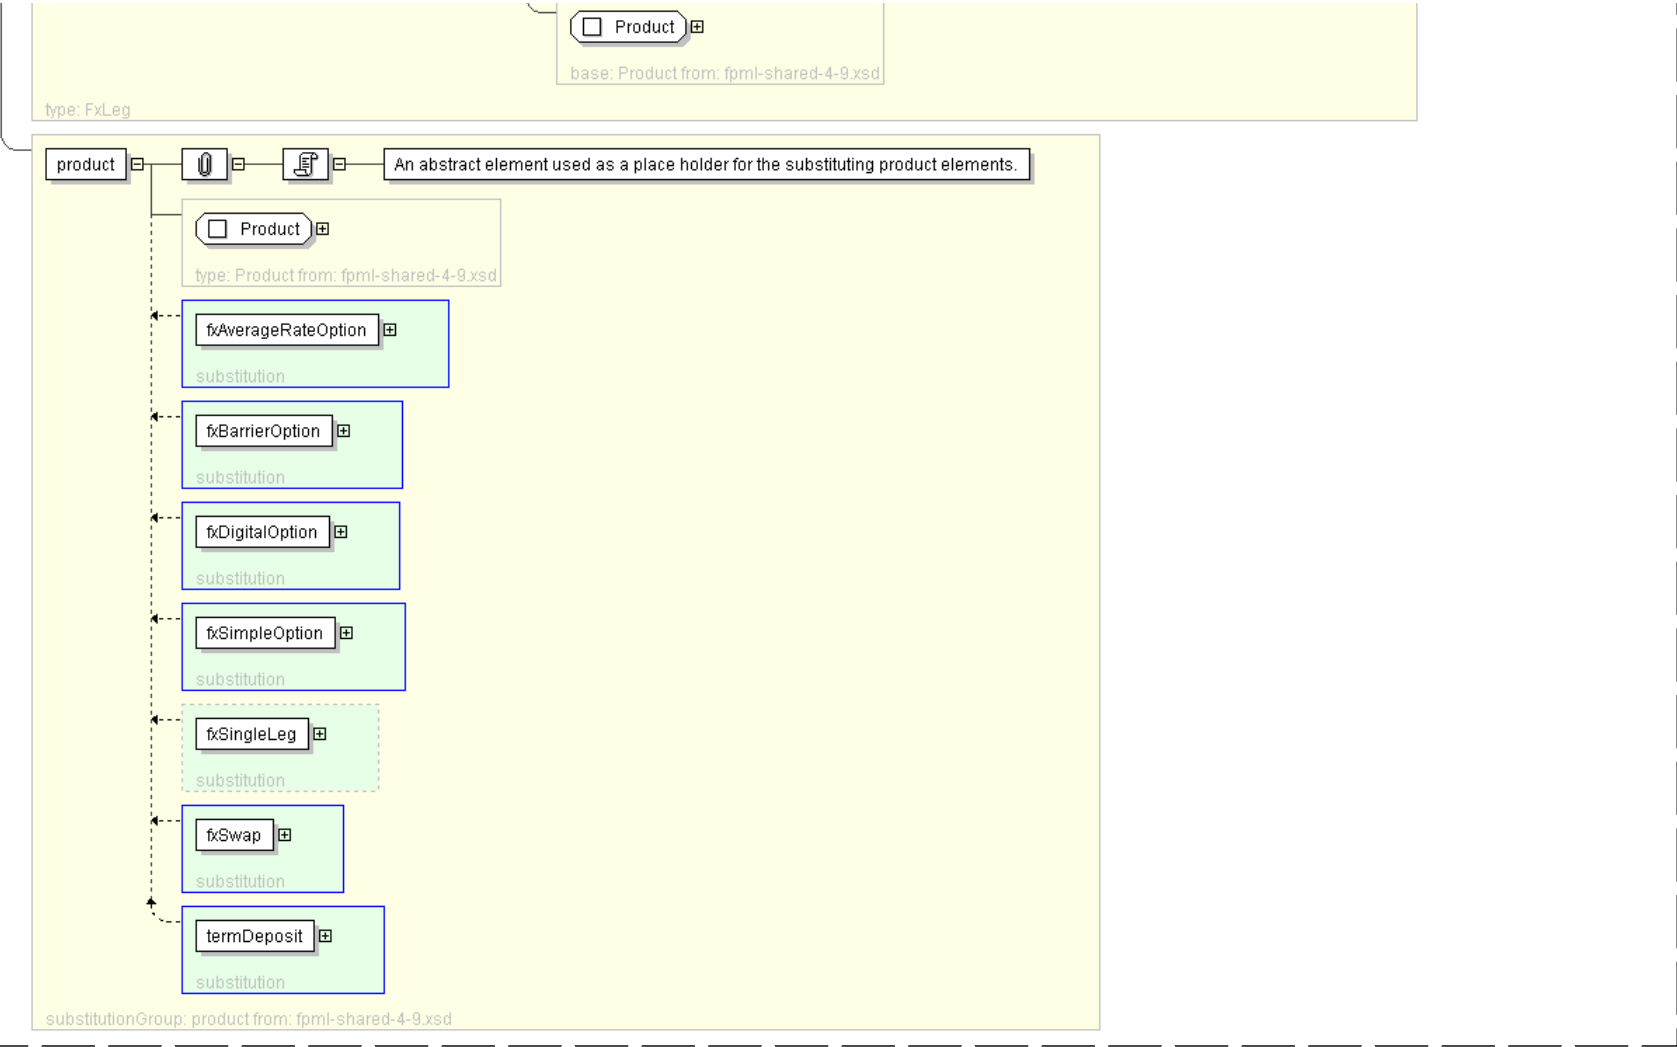 Product
base: Product from: fpml-shared-4-9.xsd
type: FxLeg
product
An abstract element used as a place holder for the substituting product elements.
Product
type: Product from: fpml-shared-4-9.xsd
fxAverageRateOption
substitution
fxBarrierOption
substitution
fxDigitalOption
substitution
fxSimpleOption
substitution
fxSingleLeg
substitution
fxSwap
substitution
termDeposit
substitution
substitutionGroup: product from: fpml-shared-4-9.xsd